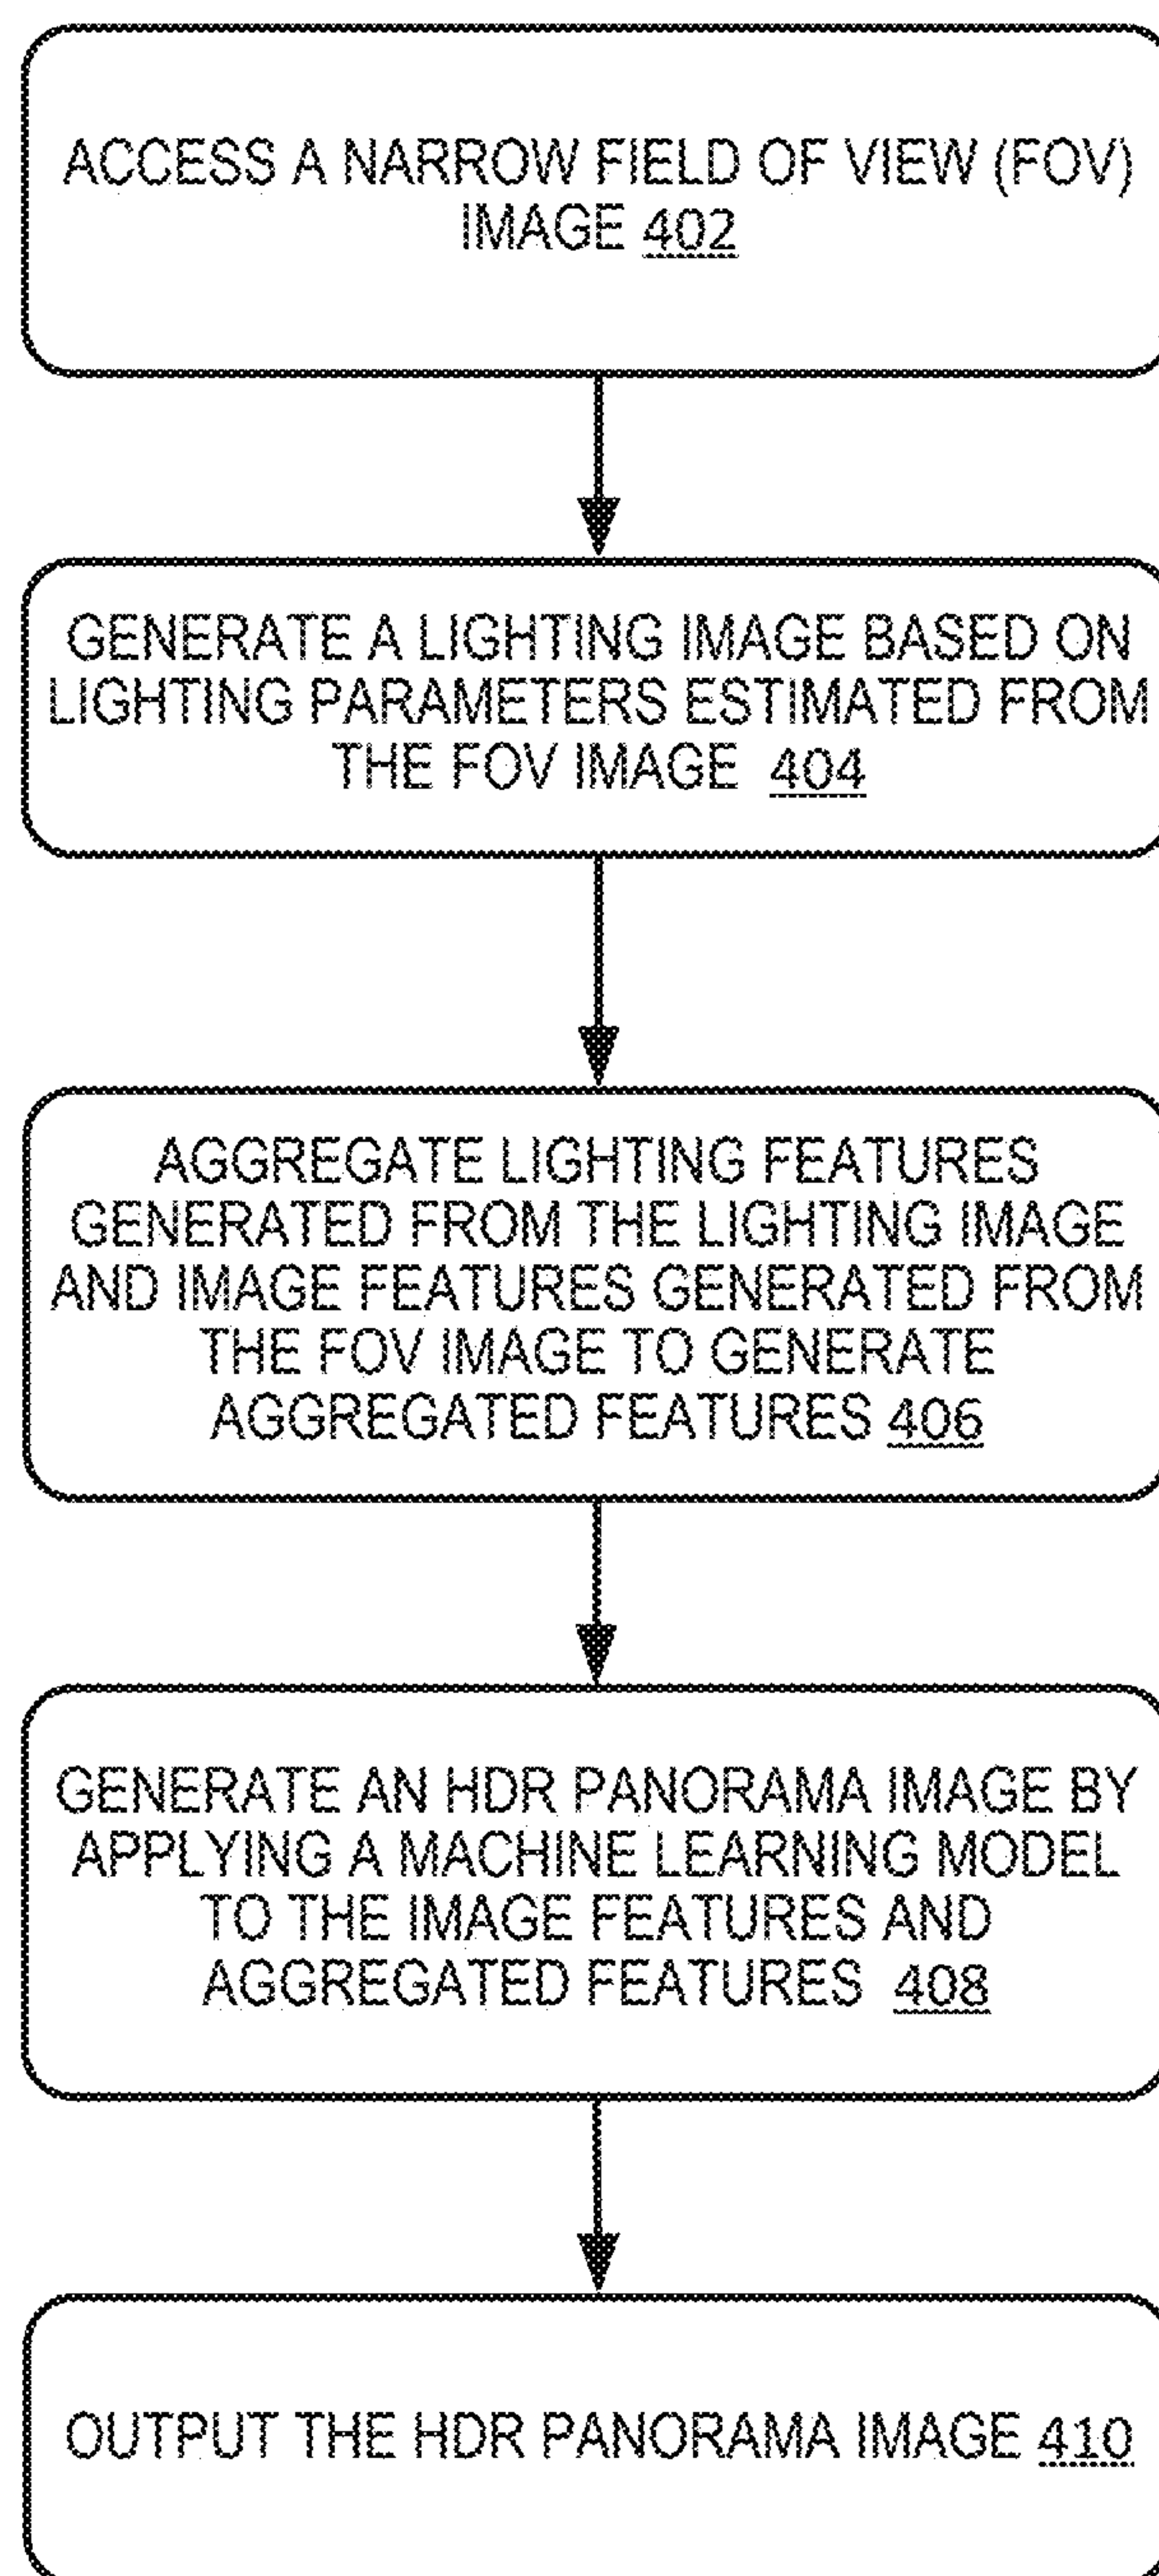 ACCESS A NARROW FIELD OF VIEW (FOV)
IMAGE 402
GENERATE A LIGHTING IMAGE BASED ON
LIGHTING PARAMETERS ESTIMATED FROM
THE FOV IMAGE 404
AGGREGATE LIGHTING FEATURES
GENERATED FROM THE LIGHTING IMAGE
AND IMAGE FEATURES GENERATED FROM
THE FOV IMAGE TO GENERATE
AGGREGATED FEATURES 406
GENERATE AN HDR PANORAMA IMAGE BY
APPLYING A MACHINE LEARNING MODEL
TO THE IMAGE FEATURES AND
AGGREGATED FEATURES 408
OUTPUT THE HDR PANORAMA IMAGE 410